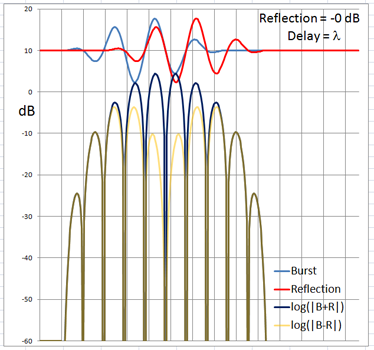 Reflection = -0 dB
Delay = λ
20
10
0
dB
-10
-20
-30
-40
-50
-60
Burst
Reflection
log(|B+R|)
log(|B-R|)